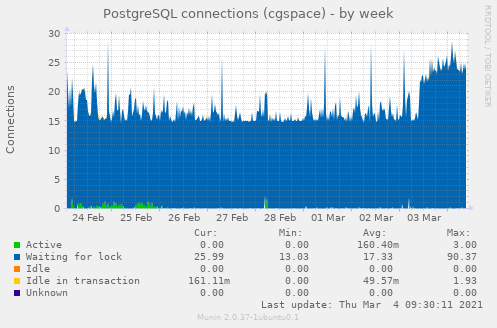 PostgreSQL connections (cgspace) - by week
RRDTOOL / TOBI OETIKER
Connections
30
25
20
15
10
5
0
24 Feb 25 Feb 26 Feb 27 Feb 28 Feb 01 Mar 02 Mar 03 Mar
Cur: Min: Avg: Max:
Active 0.00 0.00 160.40m 3.00
Waiting for lock 25.99 13.03 17.33 90.37
Idle 0.00 0.00 0.00 0.00
Idle in transaction 161.11m 0.00 49.57m 1.93
Unknown 0.00 0.00 0.00 0.00
Last update: Thu Mar 4 09:30:11 2021
Munin 2.0.37-1ubuntu0.1